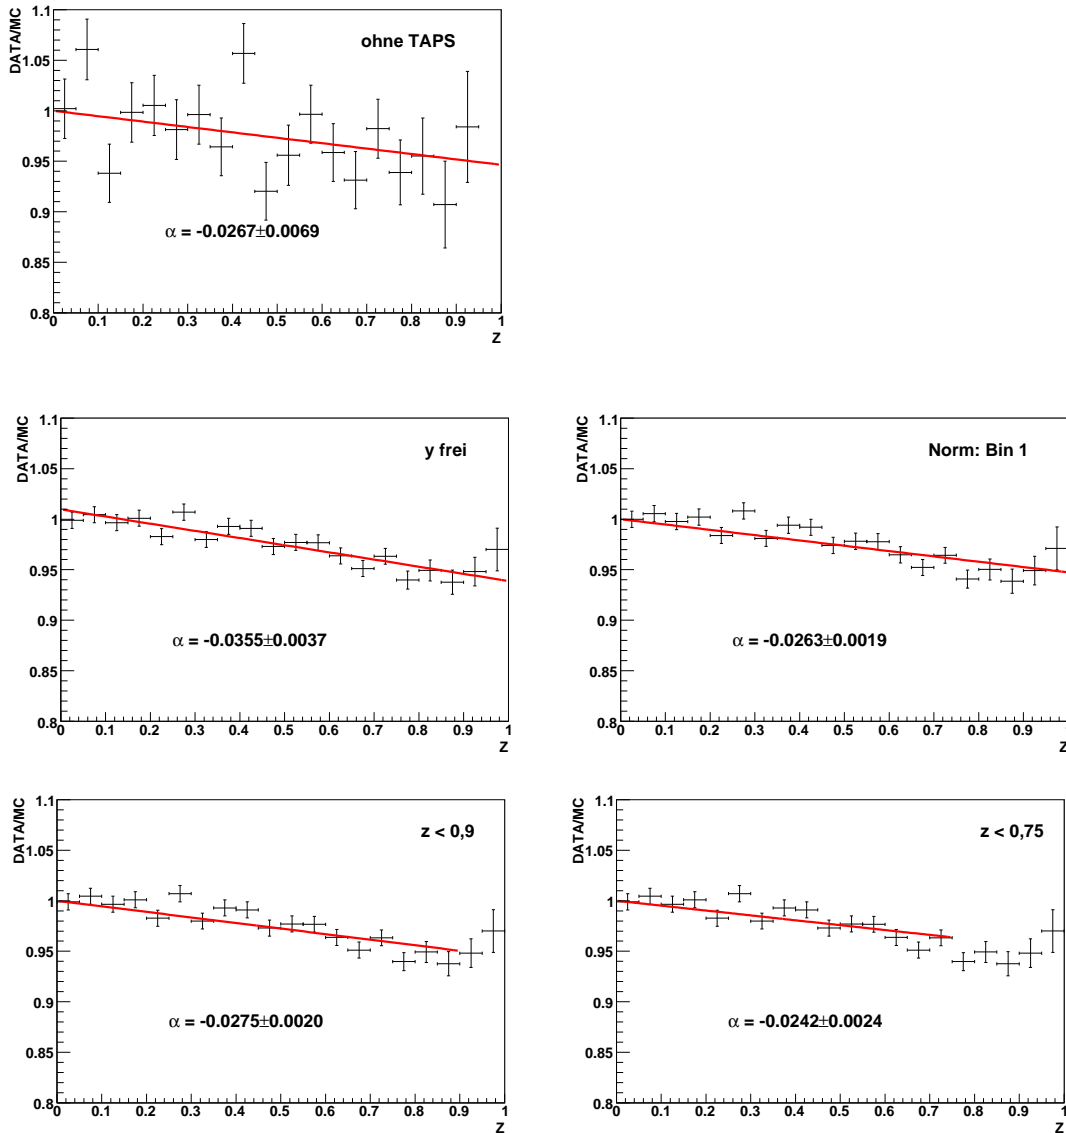 DATA/MC
1.1
1.05
1
0.95
0.9
0.85
0.8
ohne TAPS
α = -0.0267±0.0069
0 0.1 0.2 0.3 0.4 0.5 0.6 0.7 0.8 0.9 1
Z
DATA/MC
1.1
1.05
1
0.95
0.9
0.85
0.8
y frei
α = -0.0355±0.0037
0 0.1 0.2 0.3 0.4 0.5 0.6 0.7 0.8 0.9 1
Z
DATA/MC
1.1
1.05
1
0.95
0.9
0.85
0.8
Norm: Bin 1
α = -0.0263±0.0019
0 0.1 0.2 0.3 0.4 0.5 0.6 0.7 0.8 0.9 1
Z
DATA/MC
1.1
1.05
1
0.95
0.9
0.85
0.8
z < 0,9
α = -0.0275±0.0020
0 0.1 0.2 0.3 0.4 0.5 0.6 0.7 0.8 0.9 1
Z
DATA/MC
1.1
1.05
1
0.95
0.9
0.85
0.8
z < 0,75
α = -0.0242±0.0024
0 0.1 0.2 0.3 0.4 0.5 0.6 0.7 0.8 0.9 1
Z